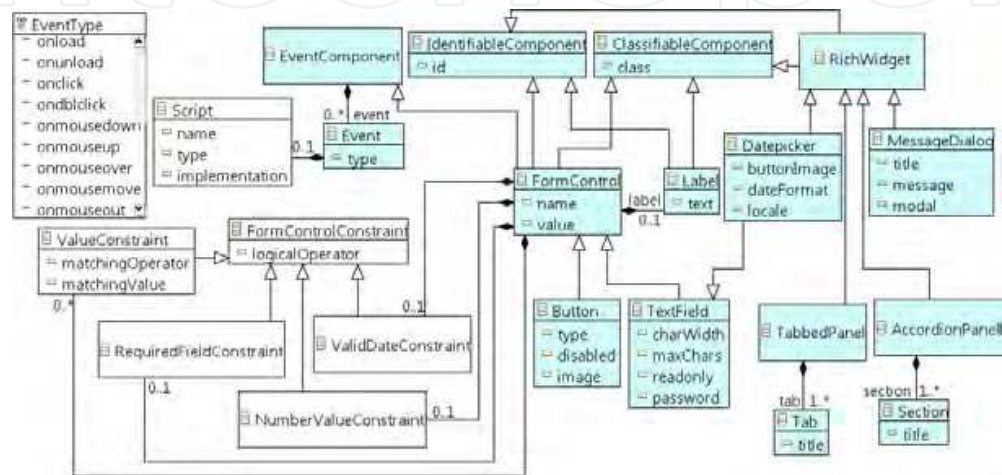 EventType
onload
onunload
onclick
ondblclick
onmousedown
onmouseup
onmouseover
onmousemove
onmouseout
EventComponent
IdentifiableComponent
id
ClassifiableComponent
class
RichWidget
Script
name
type
implementation
0..1
0..* event
Event
type
FormControl
name
value
label
0..1
Label
text
Datepicker
buttonImage
dateFormat
locale
MessageDialog
title
message
modal
ValueConstraint
matchingOperator
matchingValue
0..*
FormControlConstraint
logicalOperator
RequiredFieldConstraint
0..1
ValidDateConstraint
0..1
NumberValueConstraint
0..1
Button
type
disabled
image
TextField
charWidth
maxChars
readonly
password
TabbedPanel
tab 1..*
Tab
title
AccordionPanel
section 1..*
Section
title